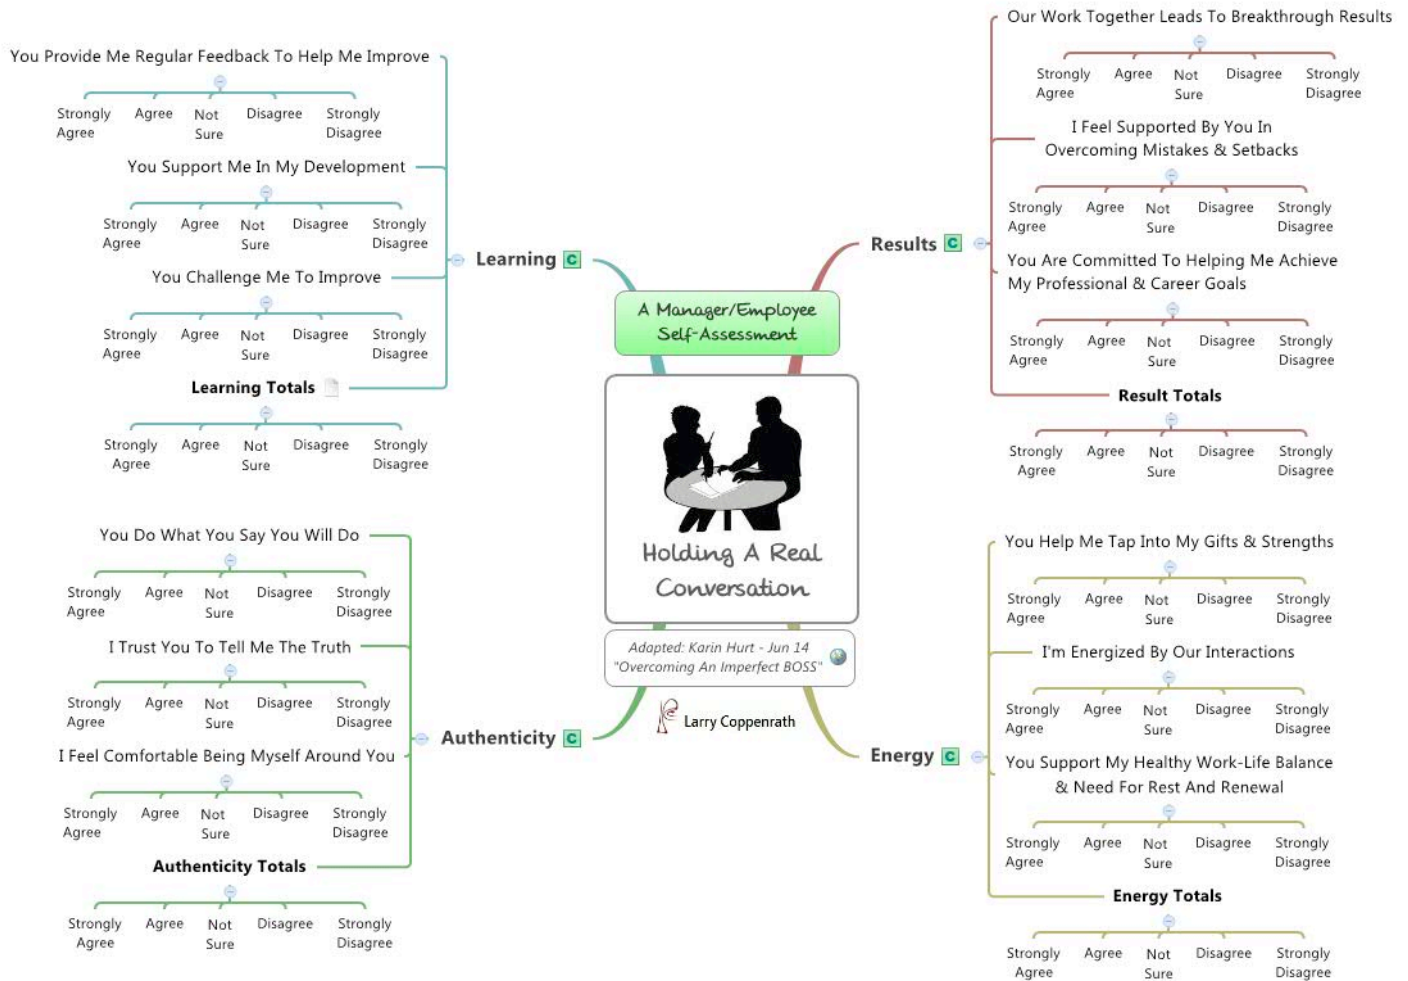 A Manager/Employee
Self-Assessment
Holding A Real
Conversation
Adapted: Karin Hurt - Jun 14
"Overcoming An Imperfect BOSS"
Larry Coppenrath
Results C
Our Work Together Leads To Breakthrough Results
Strongly Agree Not Disagree Strongly
Agree Sure Disagree
I Feel Supported By You In
Overcoming Mistakes & Setbacks
Strongly Agree Not Disagree Strongly
Agree Sure Disagree
You Are Committed To Helping Me Achieve
My Professional & Career Goals
Strongly Agree Not Disagree Strongly
Agree Sure Disagree
Result Totals
Strongly Agree Not Disagree Strongly
Agree Sure Disagree
Energy C
You Help Me Tap Into My Gifts & Strengths
Strongly Agree Not Disagree Strongly
Agree Sure Disagree
I'm Energized By Our Interactions
Strongly Agree Not Disagree Strongly
Agree Sure Disagree
You Support My Healthy Work-Life Balance
& Need For Rest And Renewal
Strongly Agree Not Disagree Strongly
Agree Sure Disagree
Energy Totals
Strongly Agree Not Disagree Strongly
Agree Sure Disagree
Learning C
You Provide Me Regular Feedback To Help Me Improve
Strongly Agree Not Disagree Strongly
Agree Sure Disagree
You Support Me In My Development
Strongly Agree Not Disagree Strongly
Agree Sure Disagree
You Challenge Me To Improve
Strongly Agree Not Disagree Strongly
Agree Sure Disagree
Learning Totals
Strongly Agree Not Disagree Strongly
Agree Sure Disagree
Authenticity C
You Do What You Say You Will Do
Strongly Agree Not Disagree Strongly
Agree Sure Disagree
I Trust You To Tell Me The Truth
Strongly Agree Not Disagree Strongly
Agree Sure Disagree
I Feel Comfortable Being Myself Around You
Strongly Agree Not Disagree Strongly
Agree Sure Disagree
Authenticity Totals
Strongly Agree Not Disagree Strongly
Agree Sure Disagree